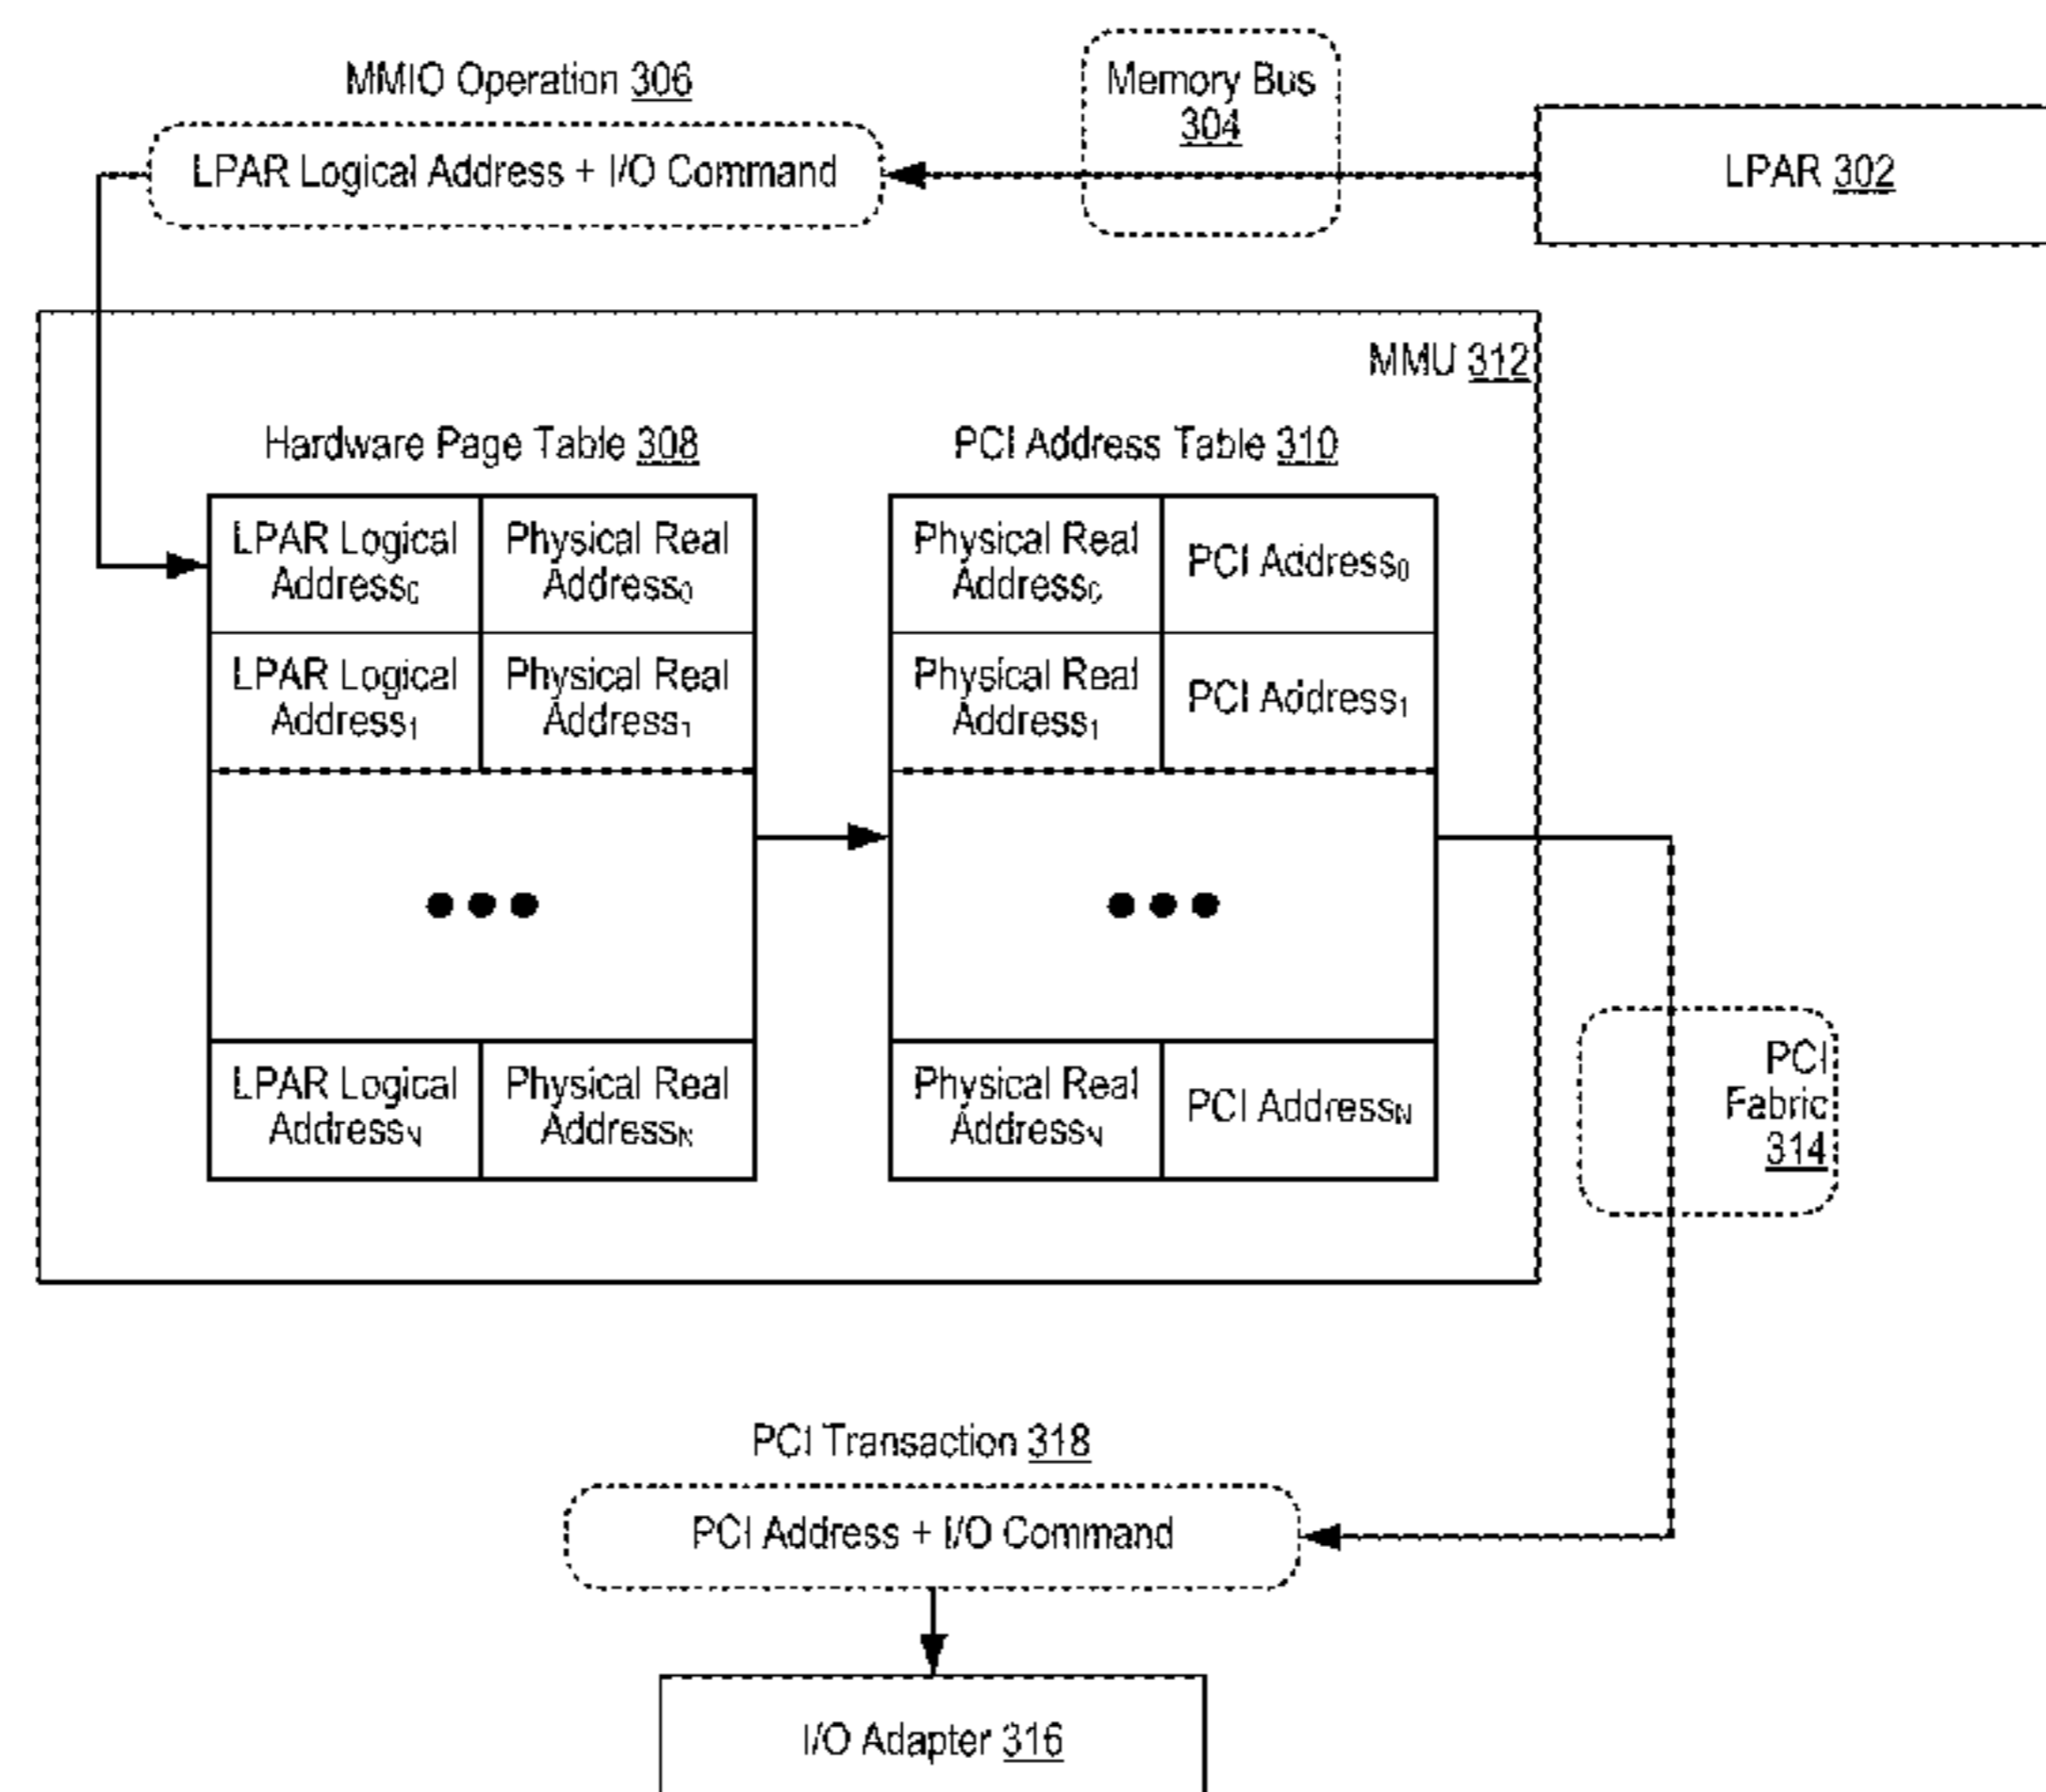 MMIO Operation 306
Memory Bus
304
LPAR Logical Address + I/O Command
LPAR 302
MMU 312
Hardware Page Table 308
PCI Address Table 310
LPAR Logical
Address0
Physical Real
Address0
Physical Real
Address0
PCI Address0
LPAR Logical
Address1
Physical Real
Address1
Physical Real
Address1
PCI Address1
LPAR Logical
AddressN
Physical Real
AddressN
Physical Real
AddressN
PCI AddressN
PCI
Fabric
314
PCI Transaction 318
PCI Address + I/O Command
I/O Adapter 316